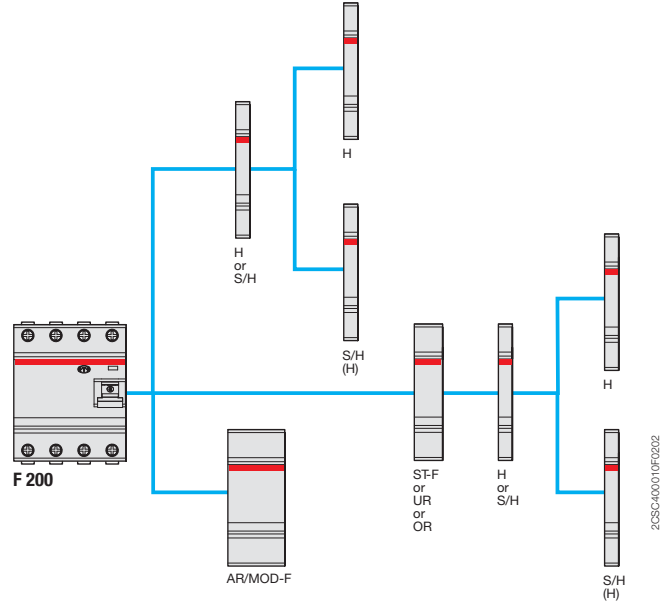 H
H
or
S/H
S/H
(H)
H
F 200
ST-F
or
UR
or
OR
H
or
S/H
AR/MOD-F
S/H
(H)
2CSC400010F0202